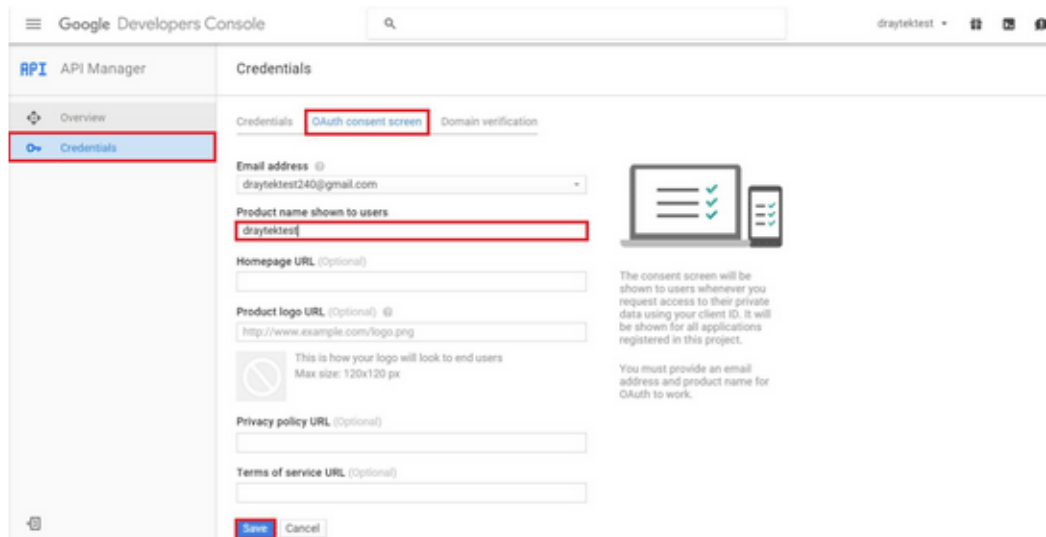 Google Developers Console
draytektest
API API Manager
Credentials
Overview
Credentials
Credentials OAuth consent screen Domain verification
Email address
draytektest240@gmail.com
Product name shown to users
draytektest
Homepage URL (Optional)
Product logo URL (Optional)
http://www.example.com/logo.png
This is how your logo will look to end users
Max size: 120x120 px
Privacy policy URL (Optional)
Terms of service URL (Optional)
Save Cancel
The consent screen will be
shown to users whenever you
request access to their private
data using your client ID. It will
be shown for all applications
registered in this project.
You must provide an email
address and product name for
OAuth to work.